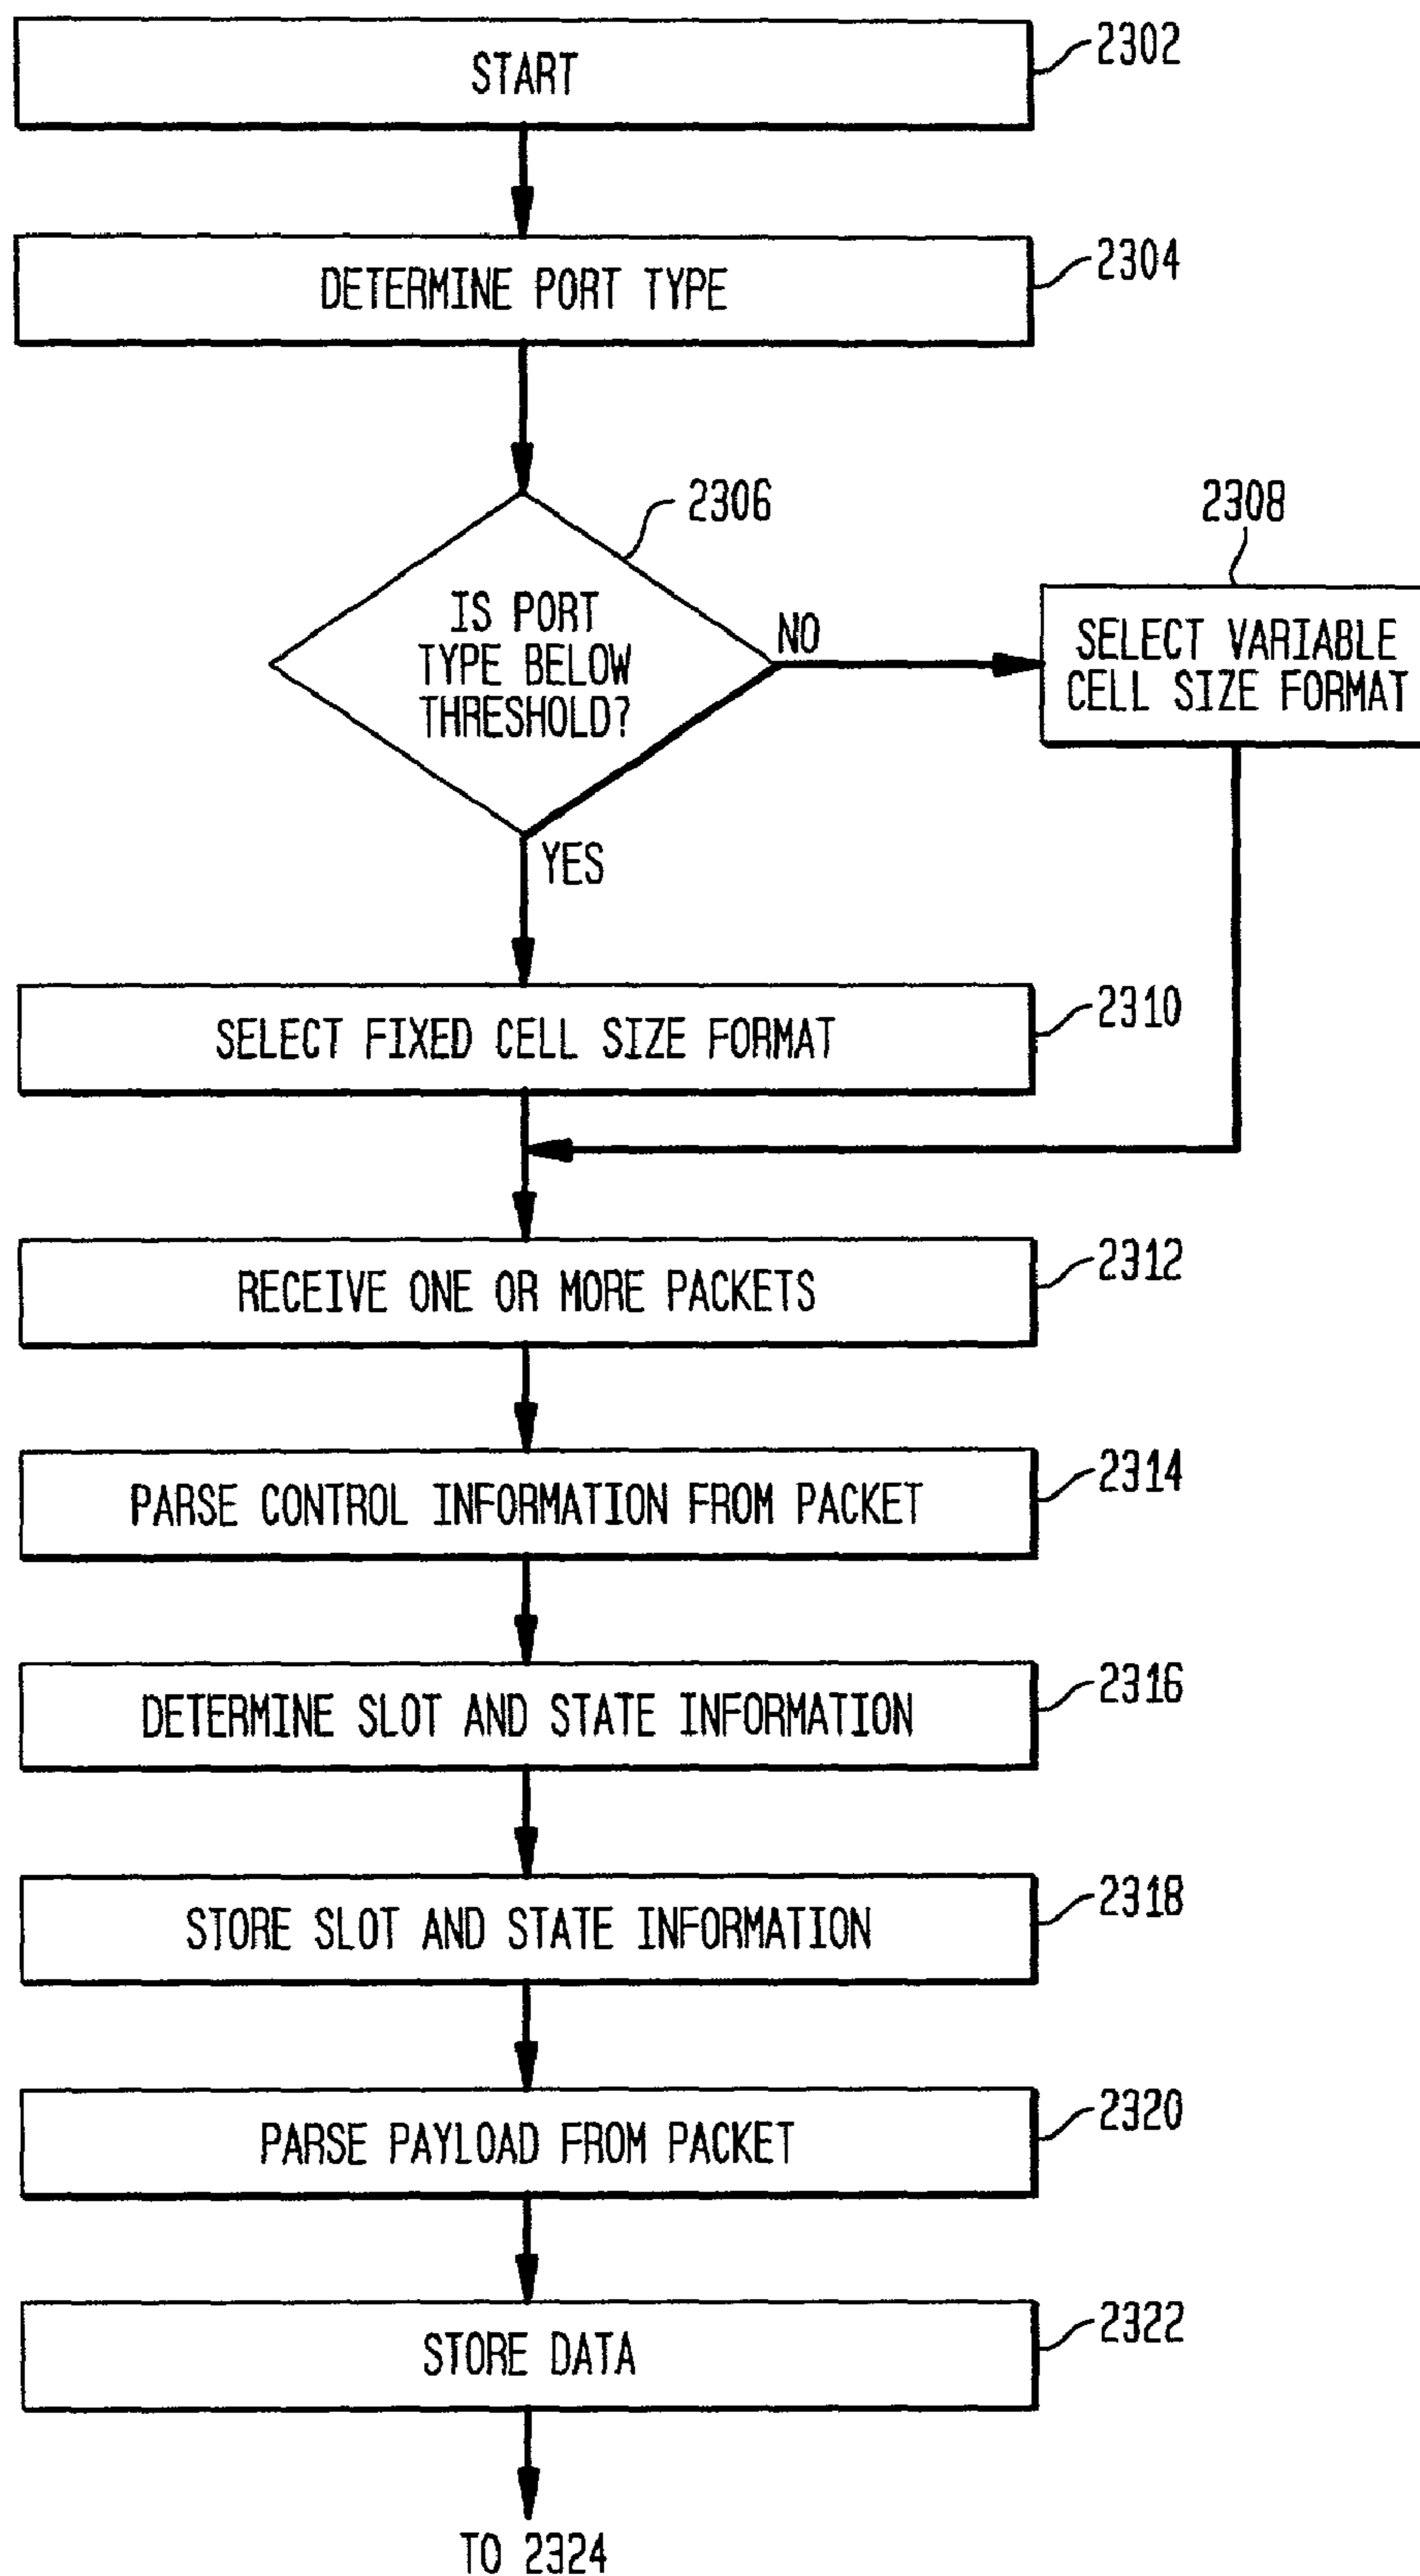 START
2302
DETERMINE PORT TYPE
2304
2306
IS PORT
TYPE BELOW
THRESHOLD?
NO
2308
SELECT VARIABLE
CELL SIZE FORMAT
YES
SELECT FIXED CELL SIZE FORMAT
2310
RECEIVE ONE OR MORE PACKETS
2312
PARSE CONTROL INFORMATION FROM PACKET
2314
DETERMINE SLOT AND STATE INFORMATION
2316
STORE SLOT AND STATE INFORMATION
2318
PARSE PAYLOAD FROM PACKET
2320
STORE DATA
2322
TO 2324